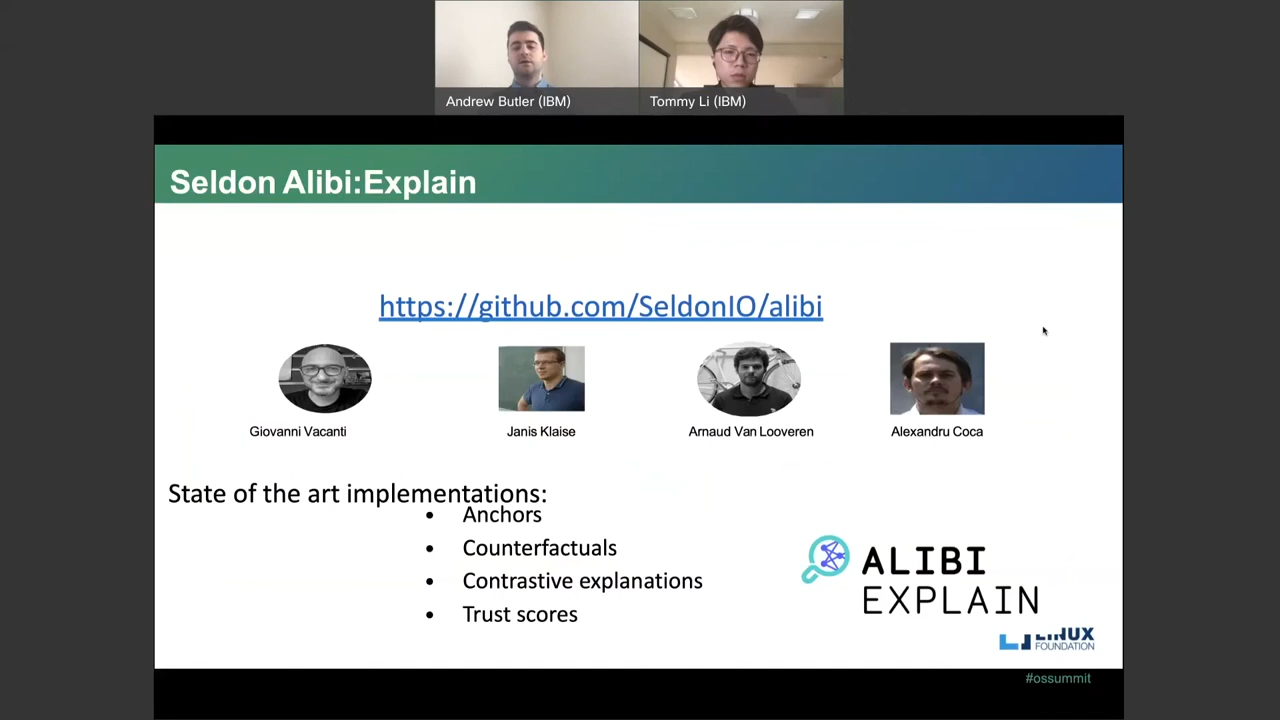 Andrew Butler (IBM)
Tommy Li (IBM)
Seldon Alibi:Explain
https://github.com/SeldonIO/alibi
Giovanni Vacanti
Janis Klaise
Arnaud Van Looveren
Alexandru Coca
State of the art implementations:
• Anchors
• Counterfactuals
• Contrastive explanations
• Trust scores
ALIBI
EXPLAIN
LINUX
FOUNDATION
#ossummit